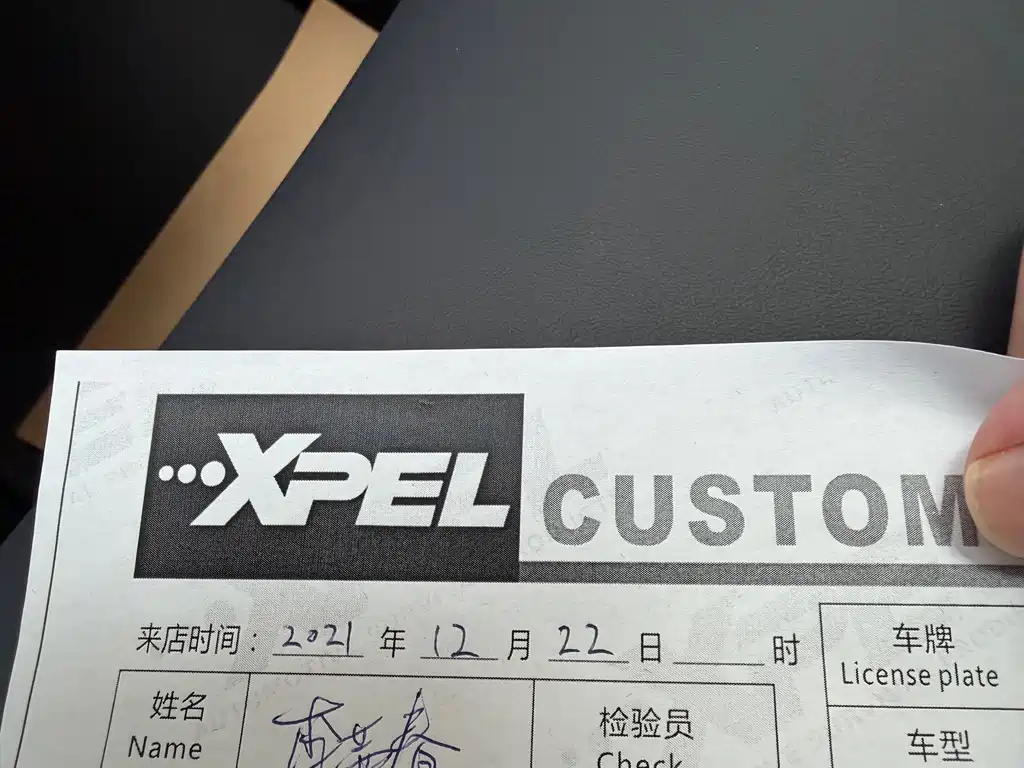 XPEL CUSTOM
来店时间：2021 年 12 月 22 日 时
车牌
License plate
姓名
Name
检验员
Check
车型